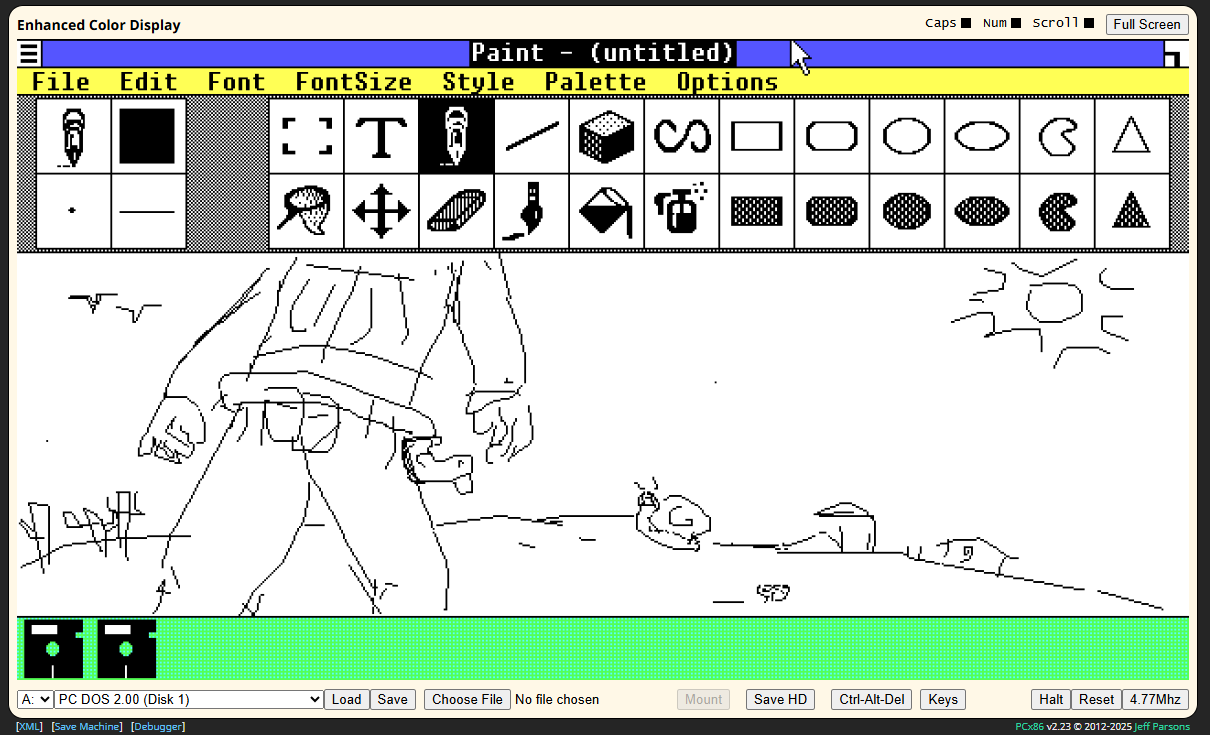 Enhanced Color Display
Caps Num Scroll Full Screen
Paint - (untitled)
File Edit Font FontSize Style Palette Options
T
A: PC DOS 2.00 (Disk 1) Load Save Choose File No file chosen Mount Save HD Ctrl-Alt-Del Keys Halt Reset 4.77Mhz
[XML] [Save Machine] [Debugger] PCx86 v2.23 © 2012-2025 Jeff Parsons